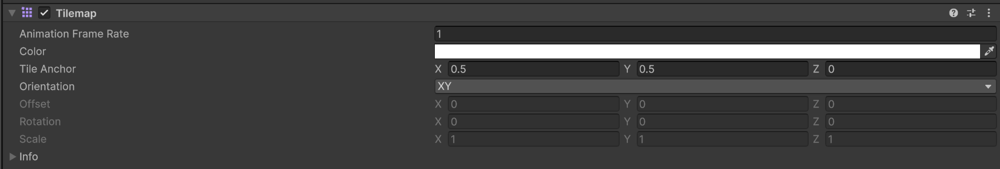 Tilemap
Animation Frame Rate 1
Color
Tile Anchor X 0.5 Y 0.5 Z 0
Orientation XY
Offset X 0 Y 0 Z 0
Rotation X 0 Y 0 Z 0
Scale X 1 Y 1 Z 1
Info